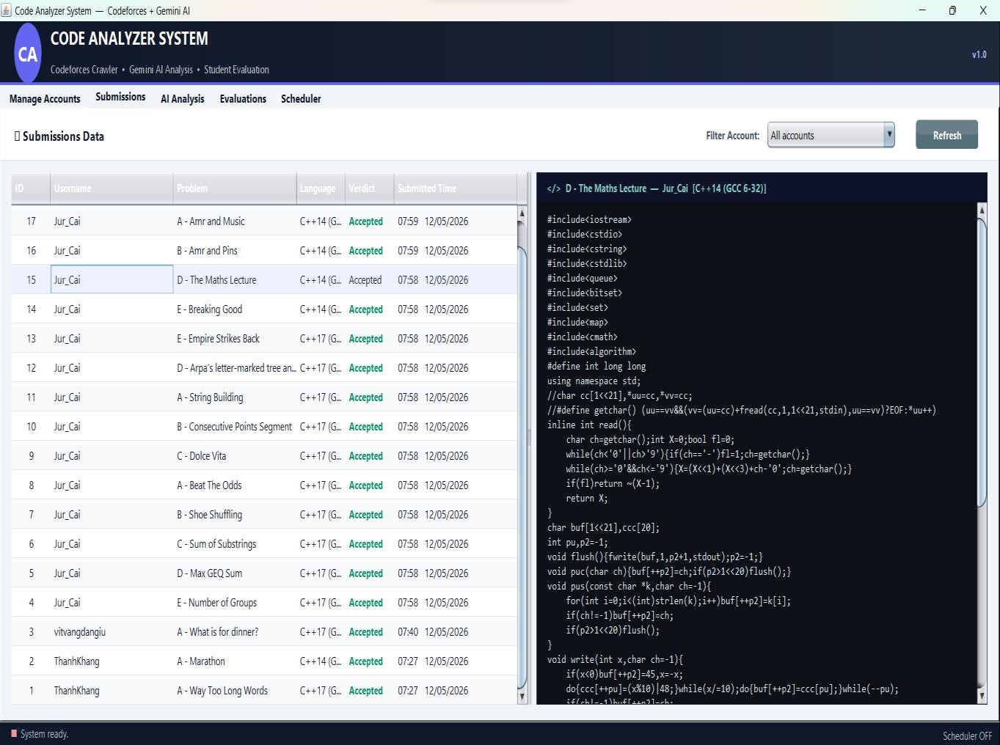 Code Analyzer System — Codeforces + Gemini AI
CA
CODE ANALYZER SYSTEM
Codeforces Crawler • Gemini AI Analysis • Student Evaluation
v1.0
Manage Accounts Submissions AI Analysis Evaluations Scheduler
Submissions Data
Filter Account: All accounts Refresh
ID Username Problem Language Verdict Submitted Time
17 Jur_Cai A - Amr and Music C++14 (G... Accepted 07:59 12/05/2026
16 Jur_Cai B - Amr and Pins C++14 (G... Accepted 07:59 12/05/2026
15 Jur_Cai D - The Maths Lecture C++14 (G... Accepted 07:58 12/05/2026
14 Jur_Cai E - Breaking Good C++14 (G... Accepted 07:58 12/05/2026
13 Jur_Cai E - Empire Strikes Back C++17 (G... Accepted 07:58 12/05/2026
12 Jur_Cai D - Arpa's letter-marked tree an... C++17 (G... Accepted 07:58 12/05/2026
11 Jur_Cai A - String Building C++17 (G... Accepted 07:58 12/05/2026
10 Jur_Cai B - Consecutive Points Segment C++17 (G... Accepted 07:58 12/05/2026
9 Jur_Cai C - Dolce Vita C++17 (G... Accepted 07:58 12/05/2026
8 Jur_Cai A - Beat The Odds C++17 (G... Accepted 07:58 12/05/2026
7 Jur_Cai B - Shoe Shuffling C++17 (G... Accepted 07:58 12/05/2026
6 Jur_Cai C - Sum of Substrings C++17 (G... Accepted 07:58 12/05/2026
5 Jur_Cai D - Max GEQ Sum C++17 (G... Accepted 07:58 12/05/2026
4 Jur_Cai E - Number of Groups C++17 (G... Accepted 07:58 12/05/2026
3 vitvangdangiu A - What is for dinner? C++17 (G... Accepted 07:40 12/05/2026
2 ThanhKhang A - Marathon C++14 (G... Accepted 07:27 12/05/2026
1 ThanhKhang A - Way Too Long Words C++17 (G... Accepted 07:27 12/05/2026
</> D - The Maths Lecture — Jur_Cai [C++14 (GCC 6-32)]
#include<iostream>
#include<cstdio>
#include<cstring>
#include<cstdlib>
#include<queue>
#include<bitset>
#include<set>
#include<map>
#include<cmath>
#include<algorithm>
#define int long long
using namespace std;
//char cc[1<<21],*uu=cc,*vv=cc;
//#define getchar() (uu==vv&&(vv=(uu=cc)+fread(cc,1,1<<21,stdin),uu==vv)?EOF:*uu++)
inline int read(){
    char ch=getchar();int X=0;bool fl=0;
    while(ch<'0'||ch>'9'){if(ch=='-')fl=1;ch=getchar();}
    while(ch>='0'&&ch<='9'){X=(X<<1)+(X<<3)+ch-'0';ch=getchar();}
    if(fl)return ~(X-1);
    return X;
}
char buf[1<<21],ccc[20];
int pu,p2=-1;
void flush(){fwrite(buf,1,p2+1,stdout);p2=-1;}
void puc(char ch){buf[++p2]=ch;if(p2>1<<20)flush();}
void pus(const char *k,char ch=-1){
    for(int i=0;i<(int)strlen(k);i++)buf[++p2]=k[i];
    if(ch!=-1)buf[++p2]=ch;
    if(p2>1<<20)flush();
}
void write(int x,char ch=-1){
    if(x<0)buf[++p2]=45,x=-x;
    do{ccc[++pu]=(x%10)|48;}while(x/=10);do{buf[++p2]=ccc[pu];}while(--pu);
    if(ch!=-1)buf[++p2]=ch;
System ready.
Scheduler OFF